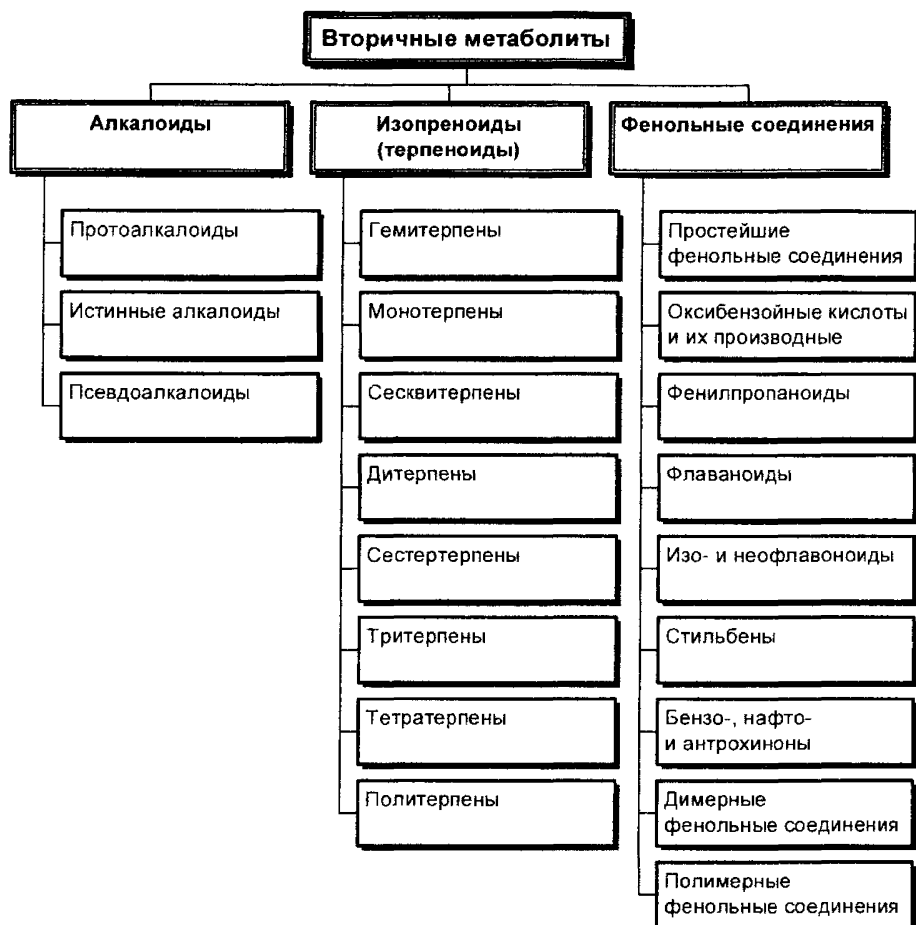 Вторичные метаболиты
Алкалоиды
Протоалкалоиды
Истинные алкалоиды
Псевдоалкалоиды
Изопреноиды
(терпеноиды)
Гемитерпены
Монотерпены
Сесквитерпены
Дитерпены
Сестертерпены
Тритерпены
Тетратерпены
Политерпены
Фенольные соединения
Простейшие
фенольные соединения
Оксибензойные кислоты
и их производные
Фенилпропаноиды
Флаваноиды
Изо- и неофлавоноиды
Стильбены
Бензо-, нафто-
и антрохиноны
Димерные
фенольные соединения
Полимерные
фенольные соединения